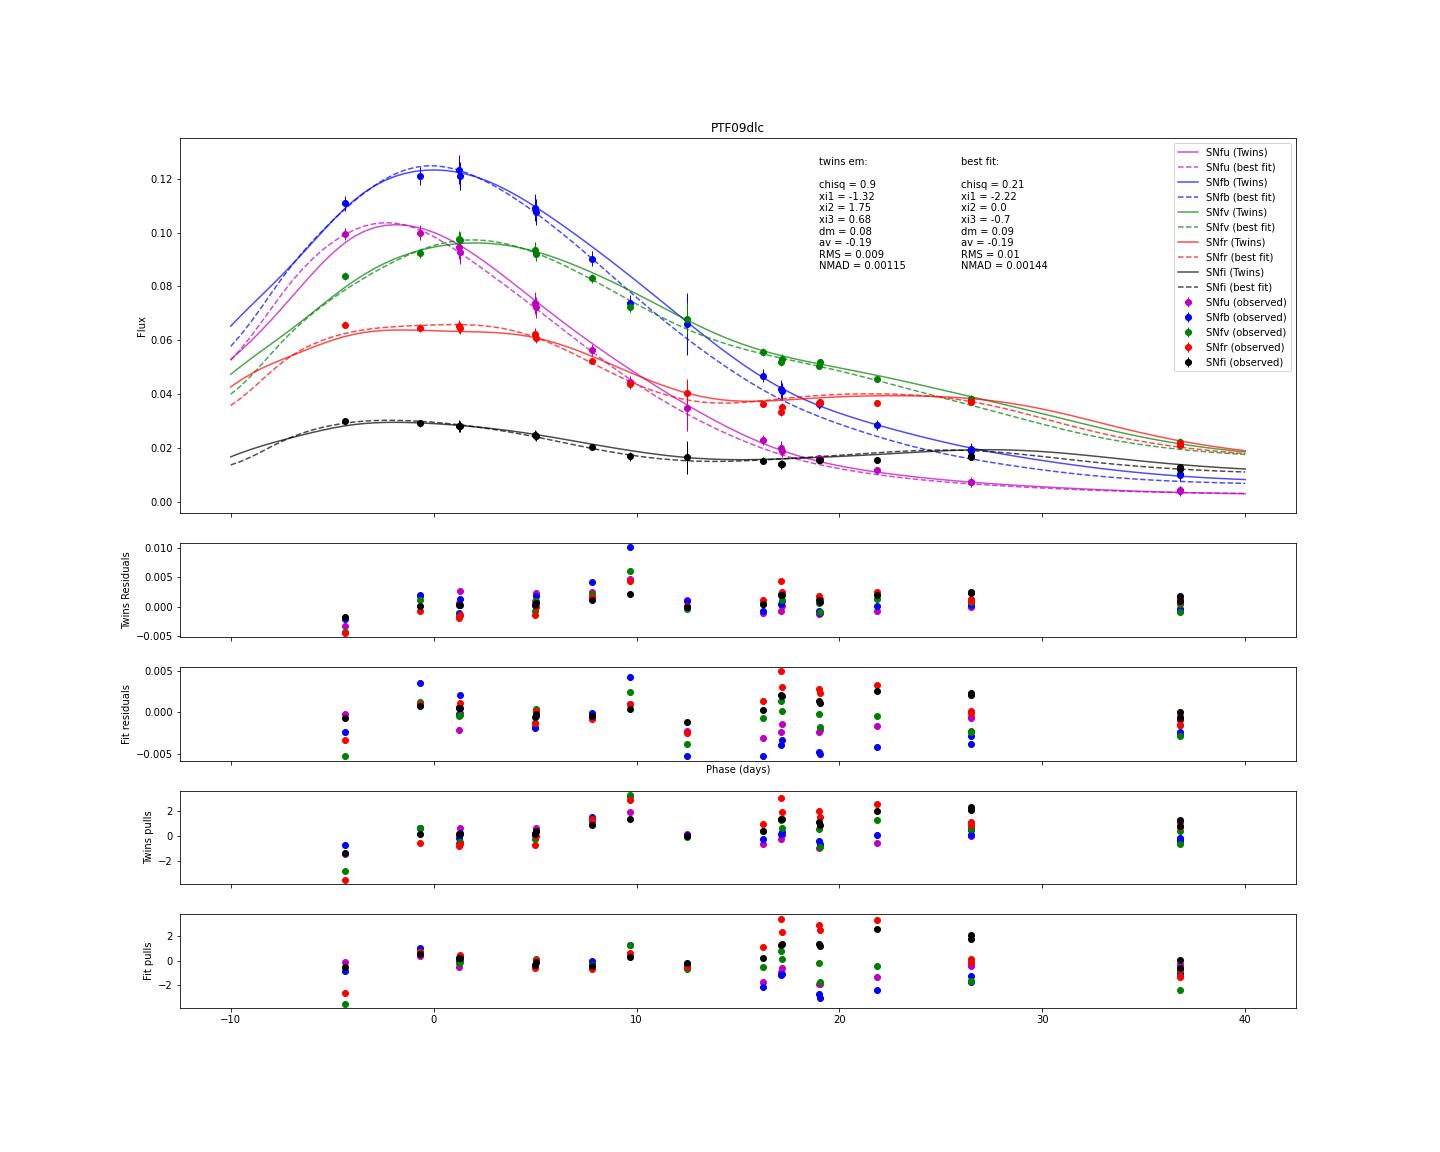 PTF09dlc
Flux
0.12
0.10
0.08
0.06
0.04
0.02
0.00
twins em:
chisq = 0.9
xi1 = -1.32
xi2 = 1.75
xi3 = 0.68
dm = 0.08
av = -0.19
RMS = 0.009
NMAD = 0.00115
best fit:
chisq = 0.21
xi1 = -2.22
xi2 = 0.0
xi3 = -0.7
dm = 0.09
av = -0.19
RMS = 0.01
NMAD = 0.00144
SNfu (Twins)
SNfu (best fit)
SNfb (Twins)
SNfb (best fit)
SNfv (Twins)
SNfv (best fit)
SNfr (Twins)
SNfr (best fit)
SNfi (Twins)
SNfi (best fit)
SNfu (observed)
SNfb (observed)
SNfv (observed)
SNfr (observed)
SNfi (observed)
Twins Residuals
0.010
0.005
0.000
−0.005
Fit residuals
0.005
0.000
−0.005
Phase (days)
Twins pulls
2
0
−2
Fit pulls
2
0
−2
−10 0 10 20 30 40